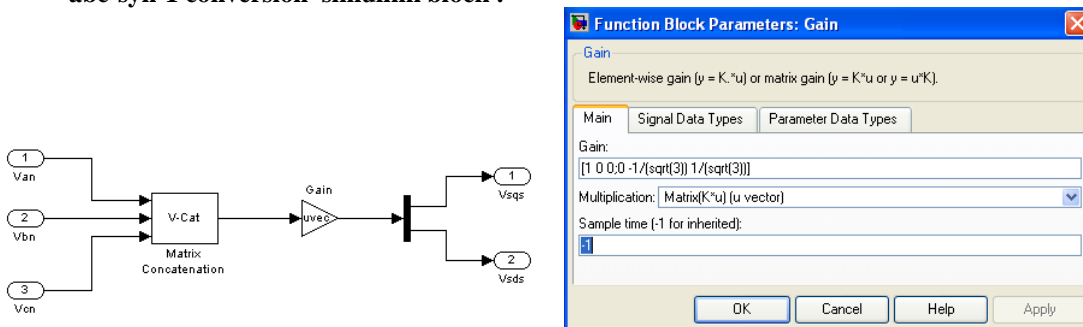 abc-syn-1 conversion simulink block :
1
Van
2
Vbn
3
Vcn
V-Cat
Matrix
Concatenation
Gain
uvec
1
Vsqs
2
Vsds
Function Block Parameters: Gain
Gain
Element-wise gain (y = K.*u) or matrix gain (y = K*u or y = u*K).
Main Signal Data Types Parameter Data Types
Gain:
[1 0 0;0 -1/(sqrt(3)) 1/(sqrt(3))]
Multiplication: Matrix(K*u) (u vector)
Sample time (-1 for inherited):
-1
OK Cancel Help Apply